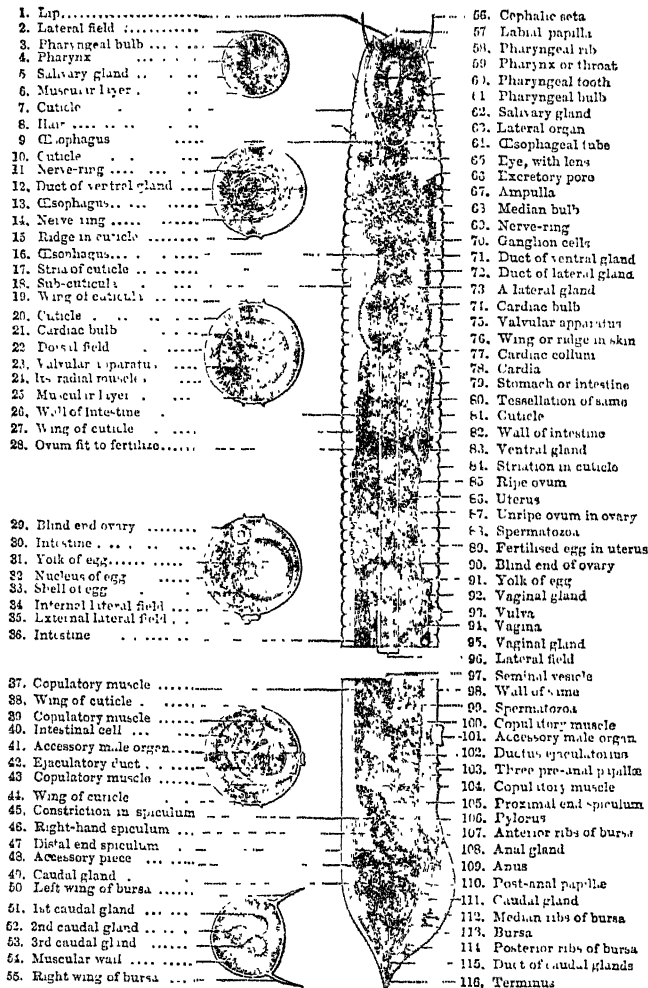 1. Lip
2. Lateral field
3. Pharyngeal bulb
4. Pharynx
5 Salivary gland
6. Muscular layer
7. Cuticle
8. Hair
9 Œsophagus
10. Cuticle
11 Nerve-ring
12. Duct of ventral gland
13. Œsophagus
14. Nerve ring
15 Ridge in cuticle
16. Œsophagus
17. Stria of cuticle
18. Sub-cuticula
19. Wing of cuticula
20. Cuticle
21. Cardiac bulb
22 Dorsal field
23. Valvular apparatus
24. Its radial muscles
25 Muscular layer
26. Wall of Intestine
27. Wing of cuticle
28. Ovum fit to fertilize
29. Blind end ovary
30. Intestine
31. Yolk of egg
32 Nucleus of egg
33. Shell of egg
34 Internal lateral field
35. External lateral field
36. Intestine
37. Copulatory muscle
38. Wing of cuticle
39 Copulatory muscle
40. Intestinal cell
41. Accessory male organ
42. Ejaculatory duct
43 Copulatory muscle
44. Wing of cuticle
45. Constriction in spiculum
46. Right-hand spiculum
47 Distal end spiculum
48. Accessory piece
49. Caudal gland
50 Left wing of bursa
51. 1st caudal gland
52. 2nd caudal gland
53. 3rd caudal gland
54. Muscular wall
55. Right wing of bursa
56. Cephalic seta
57 Labial papilla
58. Pharyngeal rib
59 Pharynx or throat
60. Pharyngeal tooth
61 Pharyngeal bulb
62. Salivary gland
63. Lateral organ
64. Œsophageal tube
65 Eye, with lens
66 Excretory pore
67. Ampulla
68 Median bulb
69. Nerve-ring
70. Ganglion cells
71. Duct of ventral gland
72. Duct of lateral gland
73 A lateral gland
74. Cardiac bulb
75. Valvular apparatus
76. Wing or ridge in skin
77. Cardiac collum
78. Cardia
79. Stomach or intestine
80. Tessellation of same
81. Cuticle
82. Wall of intestine
83. Ventral gland
84. Striation in cuticle
85 Ripe ovum
86. Uterus
87. Unripe ovum in ovary
88. Spermatozoa
89. Fertilised egg in uterus
90. Blind end of ovary
91. Yolk of egg
92. Vaginal gland
93. Vulva
94. Vagina
95. Vaginal gland
96. Lateral field
97. Seminal vesicle
98. Wall of same
99. Spermatozoa
100. Copulatory muscle
101. Accessory male organ
102. Ductus ejaculatorius
103. Three pre-anal papillæ
104. Copulatory muscle
105. Proximal end spiculum
106. Pylorus
107. Anterior ribs of bursa
108. Anal gland
109. Anus
110. Post-anal papillæ
111. Caudal gland
112. Median ribs of bursa
113. Bursa
114 Posterior ribs of bursa
115. Duct of caudal glands
116. Terminus